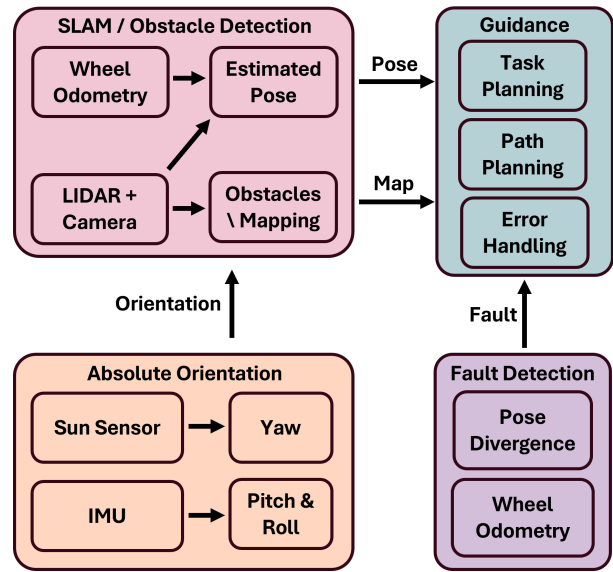 SLAM / Obstacle Detection
Wheel
Odometry
Estimated
Pose
LIDAR +
Camera
Obstacles
\ Mapping
Pose
Map
Guidance
Task
Planning
Path
Planning
Error
Handling
Orientation
Fault
Absolute Orientation
Sun Sensor
Yaw
IMU
Pitch &
Roll
Fault Detection
Pose
Divergence
Wheel
Odometry